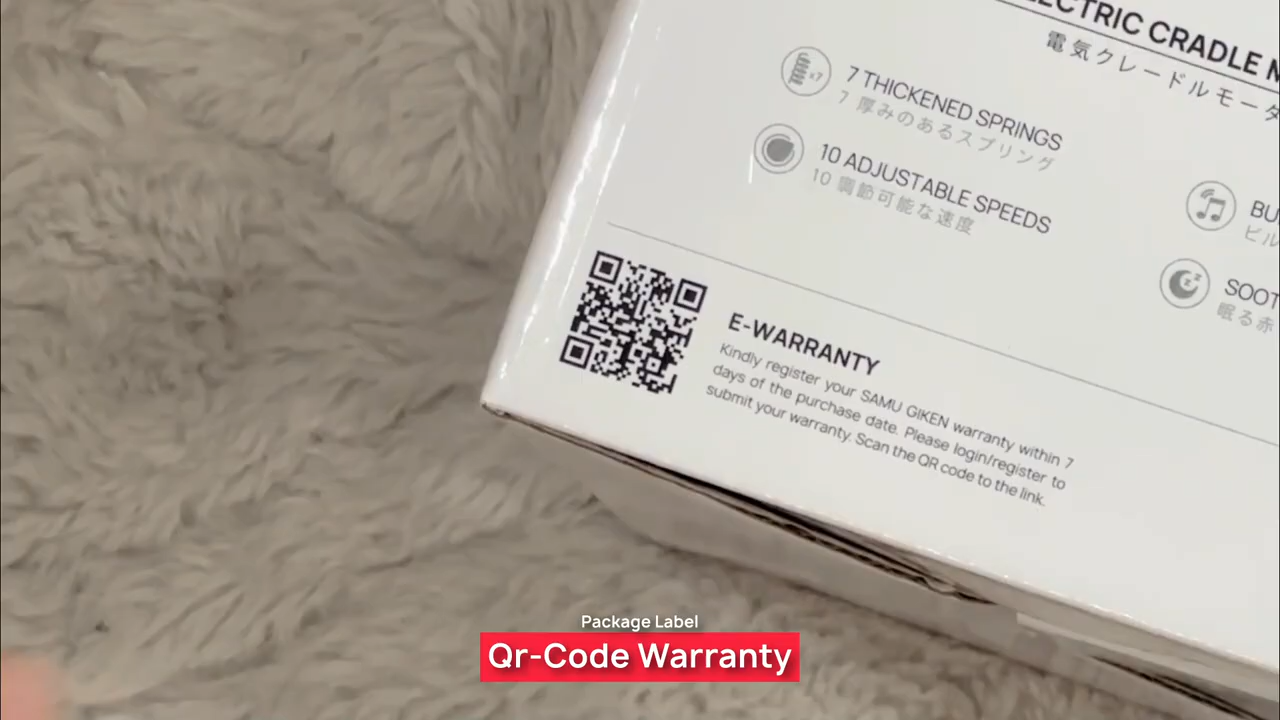 ECTRIC CRADLE M
電気クレードルモータ
7 THICKENED SPRINGS
7 厚みのあるスプリング
x7
10 ADJUSTABLE SPEEDS
10 調節可能な速度
BU
ビル
SOOT
眠る赤
E-WARRANTY
Kindly register your SAMU GIKEN warranty within 7
days of the purchase date. Please login/register to
submit your warranty. Scan the QR code to the link.
Package Label
Qr-Code Warranty